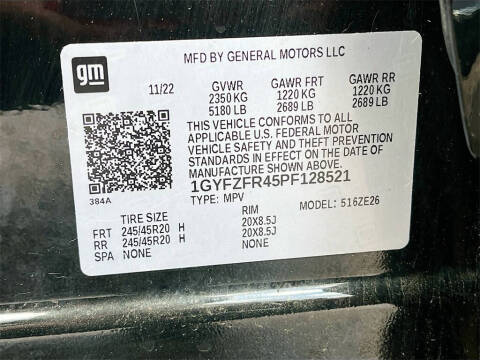 gm
MFD BY GENERAL MOTORS LLC
11/22 GVWR GAWR FRT GAWR RR
2350 KG 1220 KG 1220 KG
5180 LB 2689 LB 2689 LB
THIS VEHICLE CONFORMS TO ALL
APPLICABLE U.S. FEDERAL MOTOR
VEHICLE SAFETY AND THEFT PREVENTION
STANDARDS IN EFFECT ON THE DATE OF
MANUFACTURE SHOWN ABOVE.
1GYFZFR45PF128521
384A TYPE: MPV MODEL: 516ZE26
TIRE SIZE RIM
FRT 245/45R20 H 20X8.5J
RR 245/45R20 H 20X8.5J
SPA NONE NONE